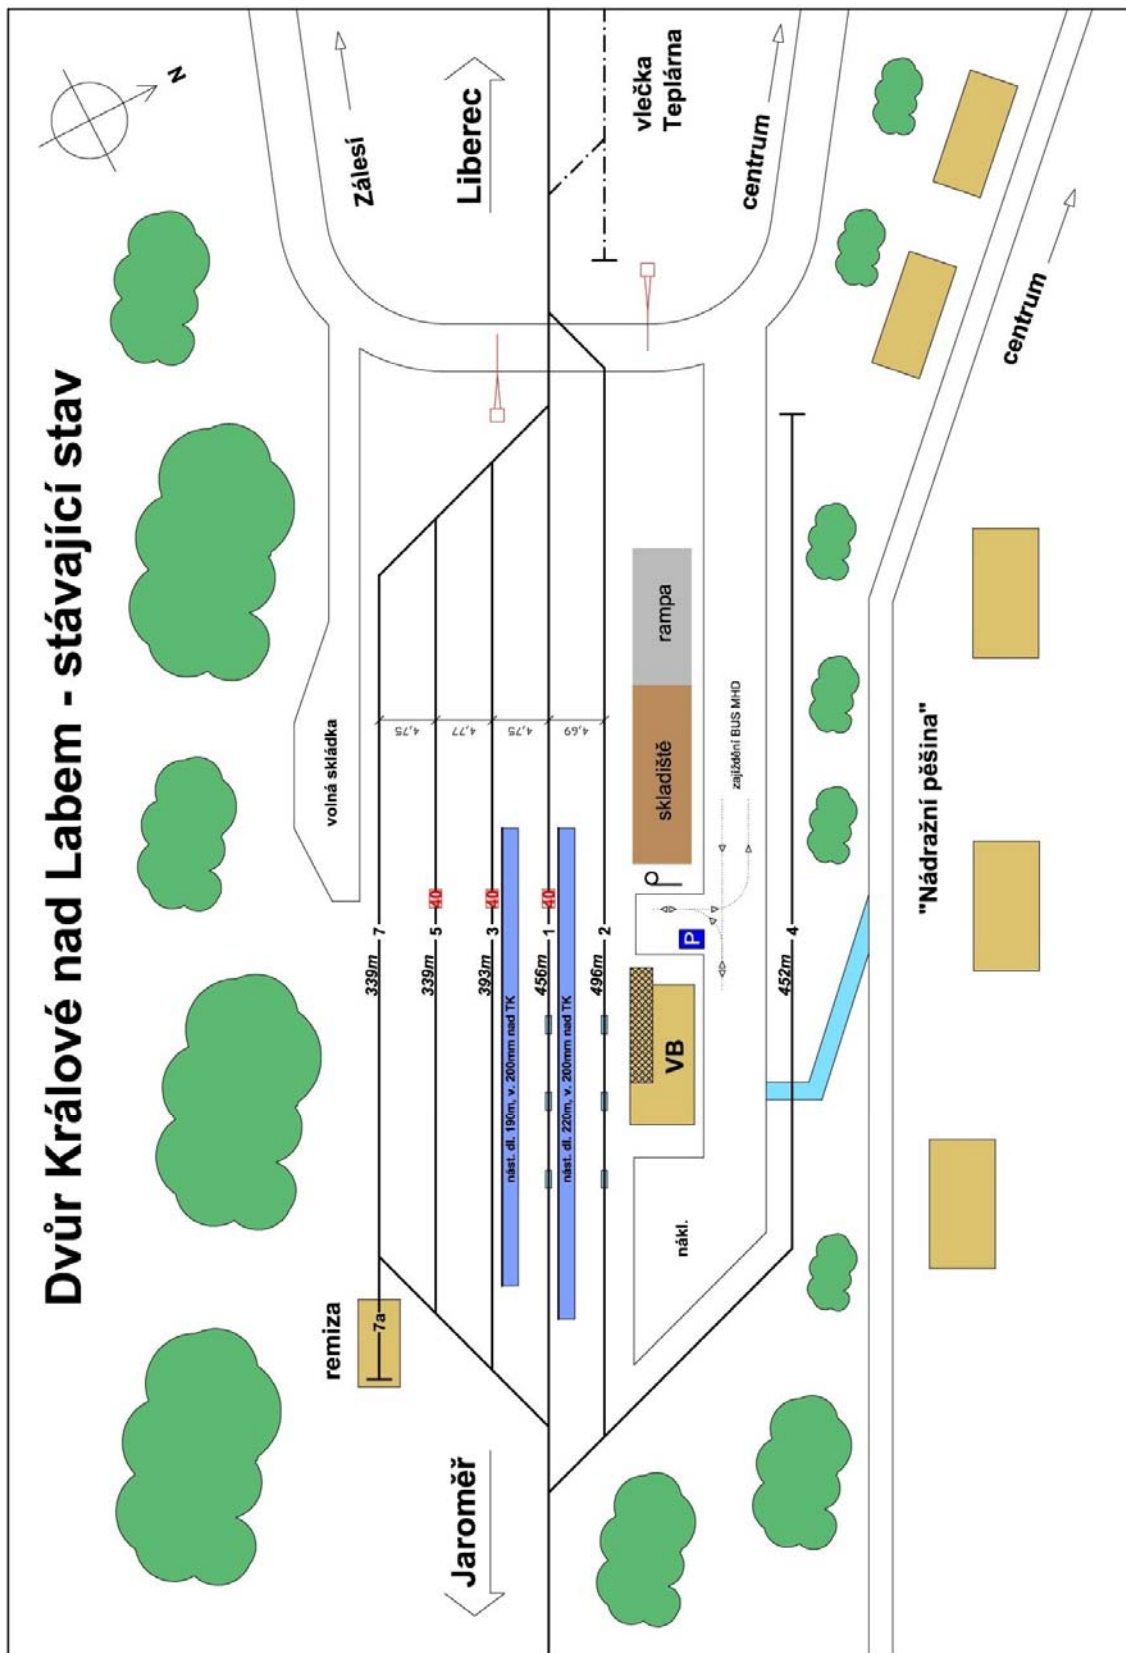 Dvůr Králové nad Labem - stávající stav
N
Zálesí
Liberec
vlečka
Teplárna
centrum
centrum
volná skládka
4,75
4,77
4,75
4,69
rampa
skladiště
zajíždění BUS MHD
"Nádražní pěšina"
40
40
40
339m 7
339m 5
393m 3
456m 1
496m 2
452m 4
P
nást. dl. 190m, v. 200mm nad TK
nást. dl. 220m, v. 200mm nad TK
VB
nákl.
remiza
7a
Jaroměř